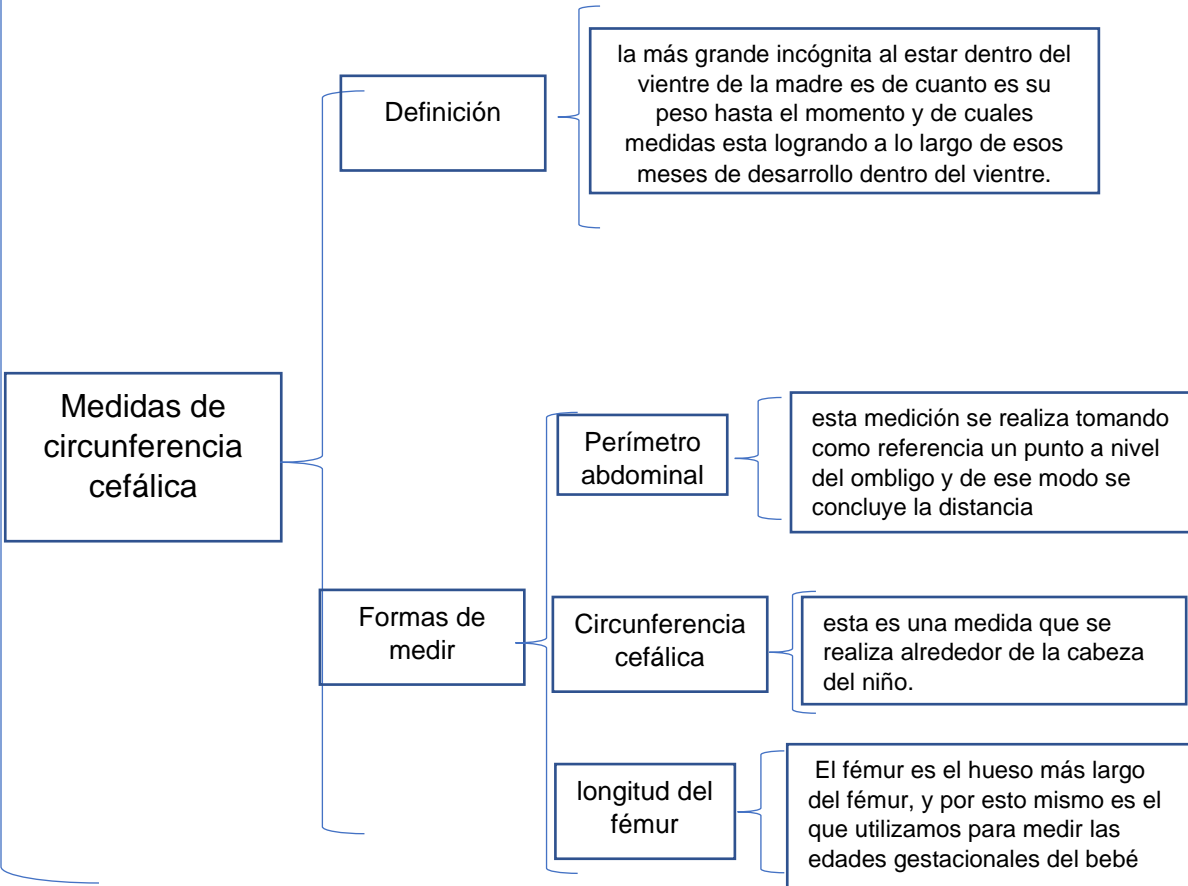 Definición
la más grande incógnita al estar dentro del
vientre de la madre es de cuanto es su
peso hasta el momento y de cuales
medidas esta logrando a lo largo de esos
meses de desarrollo dentro del vientre.
Medidas de
circunferencia
cefálica
Formas de
medir
Perímetro
abdominal
esta medición se realiza tomando
como referencia un punto a nivel
del ombligo y de ese modo se
concluye la distancia
Circunferencia
cefálica
esta es una medida que se
realiza alrededor de la cabeza
del niño.
longitud del
fémur
El fémur es el hueso más largo
del fémur, y por esto mismo es el
que utilizamos para medir las
edades gestacionales del bebé